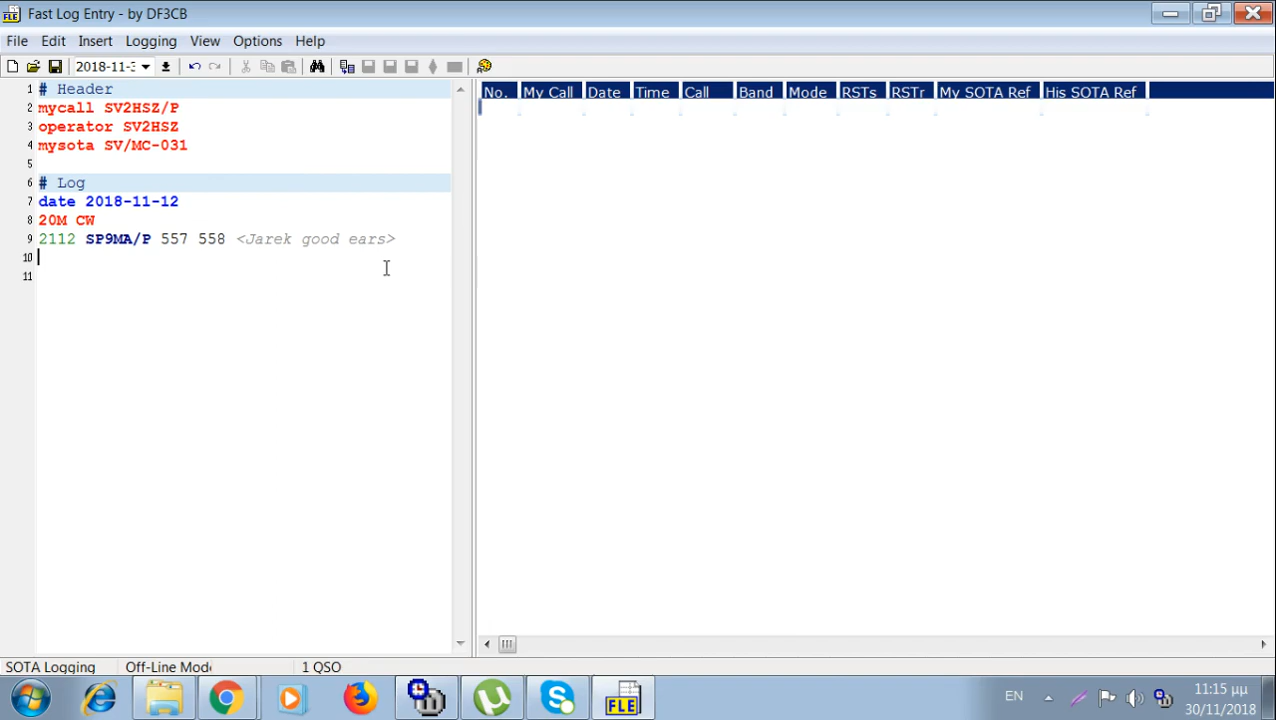 Fast Log Entry - by DF3CB
File Edit Insert Logging View Options Help
2018-11-3
1 # Header
2 mycall SV2HSZ/P
3 operator SV2HSZ
4 mysota SV/MC-031
5
6 # Log
7 date 2018-11-12
8 20M CW
9 2112 SP9MA/P 557 558 <Jarek good ears>
10
11
No. My Call Date Time Call Band Mode RSTs RSTr My SOTA Ref His SOTA Ref
SOTA Logging Off-Line Mode 1 QSO
FLE
EN
11:15 μμ
30/11/2018